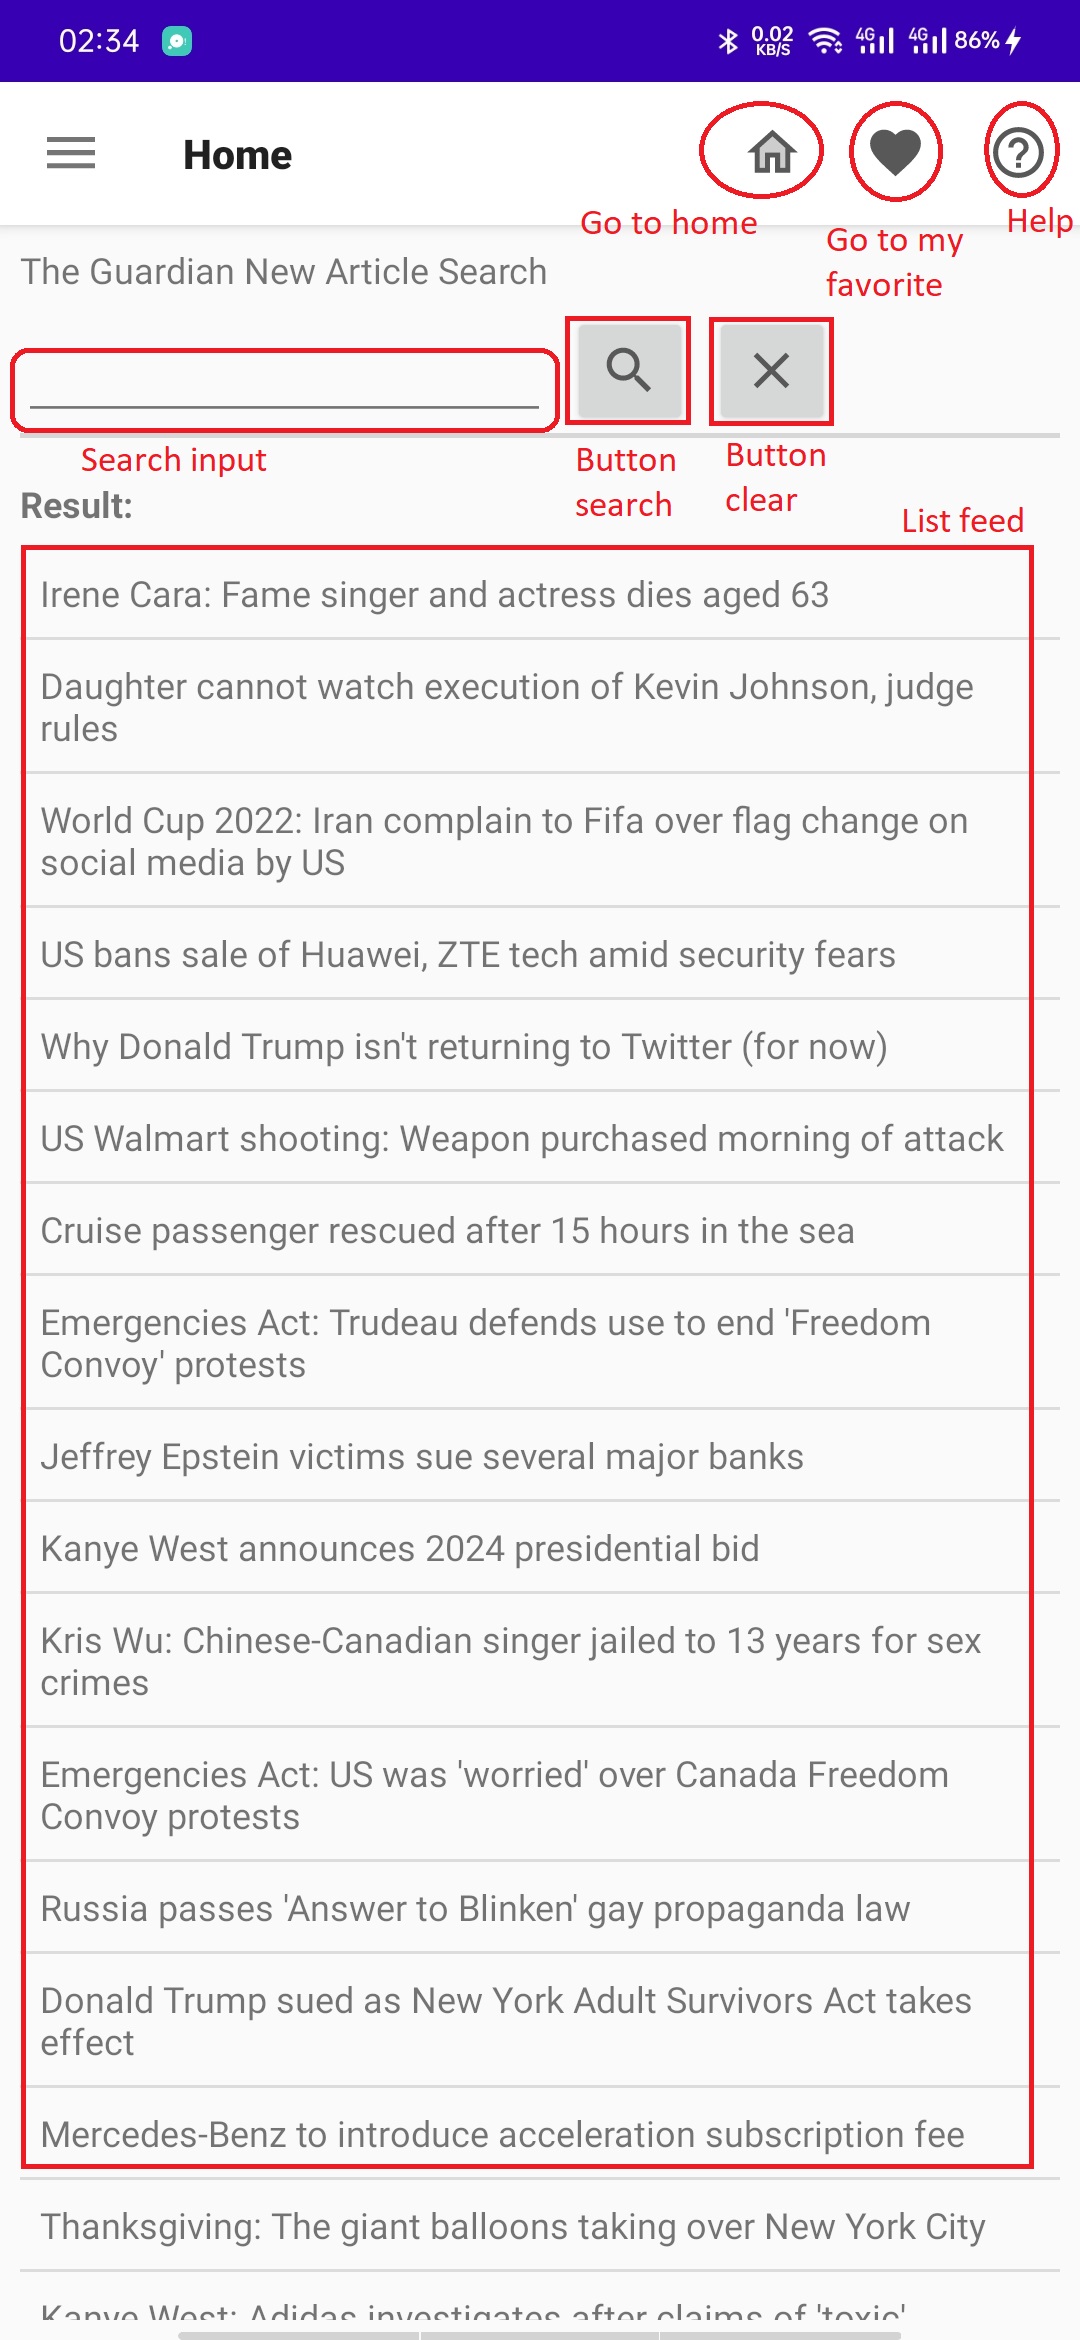 02:34 0.02 KB/S 4G 4G 86%
Home
Go to home
Go to my
favorite
Help
The Guardian New Article Search
Search input
Button
search
Button
clear
Result:
List feed
Irene Cara: Fame singer and actress dies aged 63
Daughter cannot watch execution of Kevin Johnson, judge
rules
World Cup 2022: Iran complain to Fifa over flag change on
social media by US
US bans sale of Huawei, ZTE tech amid security fears
Why Donald Trump isn't returning to Twitter (for now)
US Walmart shooting: Weapon purchased morning of attack
Cruise passenger rescued after 15 hours in the sea
Emergencies Act: Trudeau defends use to end 'Freedom
Convoy' protests
Jeffrey Epstein victims sue several major banks
Kanye West announces 2024 presidential bid
Kris Wu: Chinese-Canadian singer jailed to 13 years for sex
crimes
Emergencies Act: US was 'worried' over Canada Freedom
Convoy protests
Russia passes 'Answer to Blinken' gay propaganda law
Donald Trump sued as New York Adult Survivors Act takes
effect
Mercedes-Benz to introduce acceleration subscription fee
Thanksgiving: The giant balloons taking over New York City
Kanye West: Adidas investigates after claims of 'toxic'